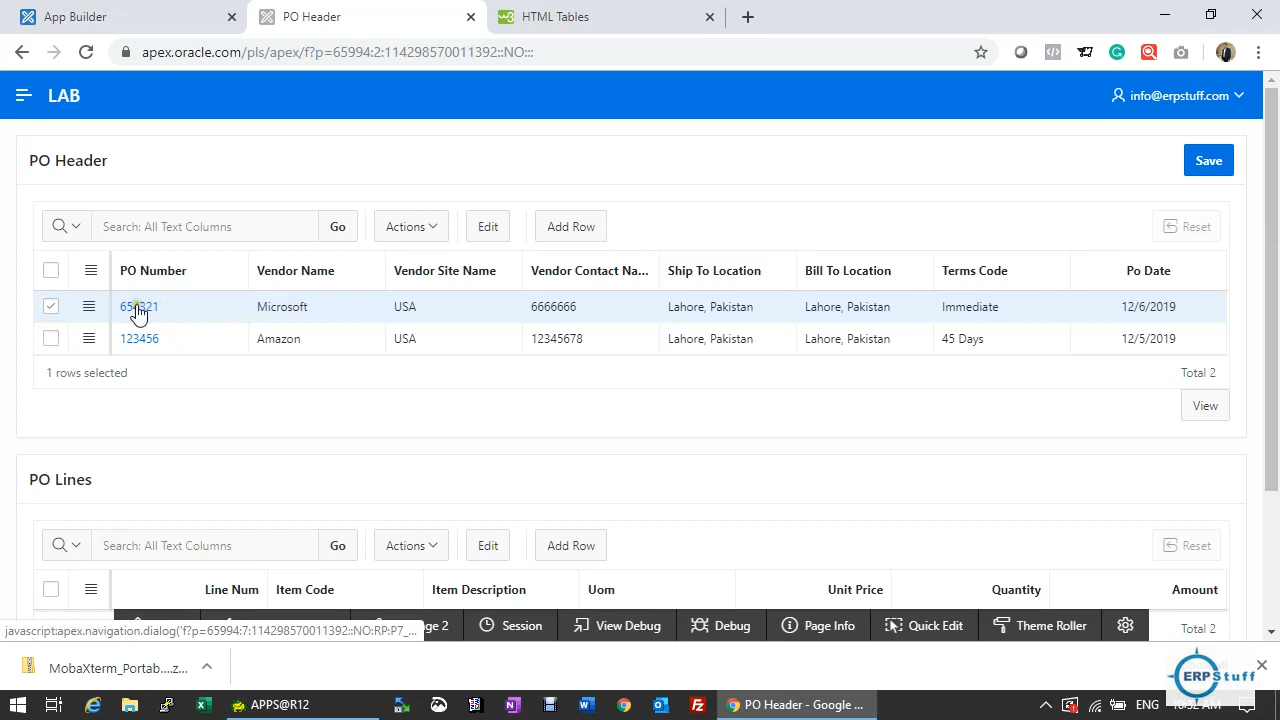 App Builder
PO Header
HTML Tables
apex.oracle.com/pls/apex/f?p=65994:2:114298570011392::NO:::
LAB
info@erpstuff.com
PO Header
Save
Search: All Text Columns
Go
Actions
Edit
Add Row
Reset
PO Number Vendor Name Vendor Site Name Vendor Contact Na... Ship To Location Bill To Location Terms Code Po Date
Microsoft USA 6666666 Lahore, Pakistan Lahore, Pakistan Immediate 12/6/2019
123456 Amazon USA 12345678 Lahore, Pakistan Lahore, Pakistan 45 Days 12/5/2019
1 rows selected
Total 2
View
PO Lines
Search: All Text Columns
Go
Actions
Edit
Add Row
Reset
Line Num Item Code Item Description Uom Unit Price Quantity Amount
javascript:apex.navigation.dialog('f?p=65994:7:114298570011392::NO:RP:P7_...
ge 2
Session
View Debug
Debug
Page Info
Quick Edit
Theme Roller
Total 2
MobaXterm_Portab....z...
ERPStuff
APPS@R12
PO Header - Google ...
ENG